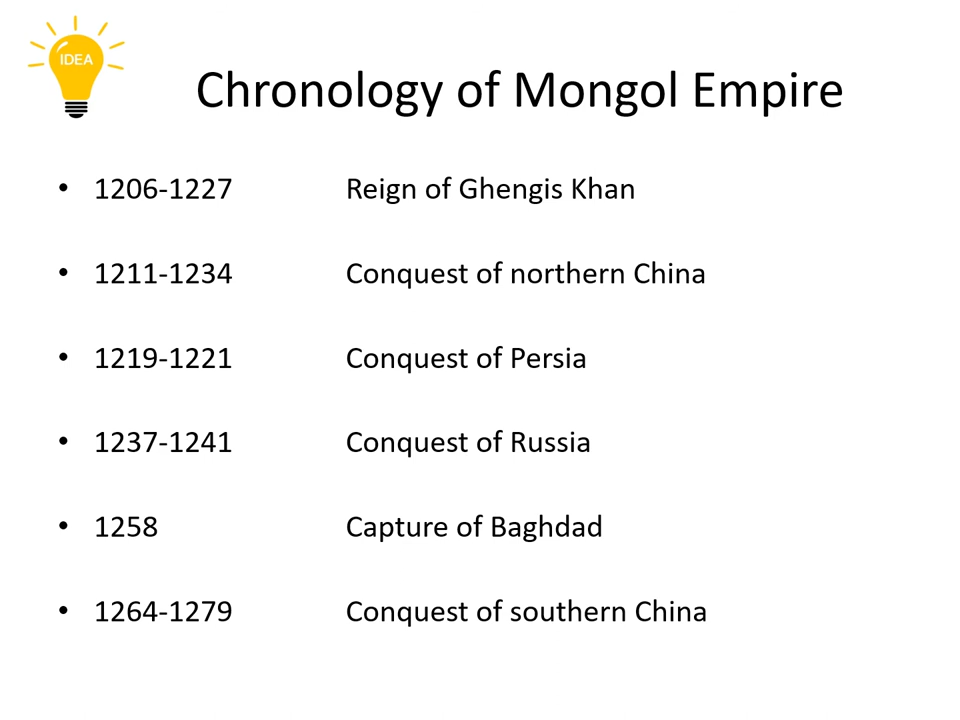 IDEA
Chronology of Mongol Empire
• 1206-1227 Reign of Ghengis Khan
• 1211-1234 Conquest of northern China
• 1219-1221 Conquest of Persia
• 1237-1241 Conquest of Russia
• 1258 Capture of Baghdad
• 1264-1279 Conquest of southern China